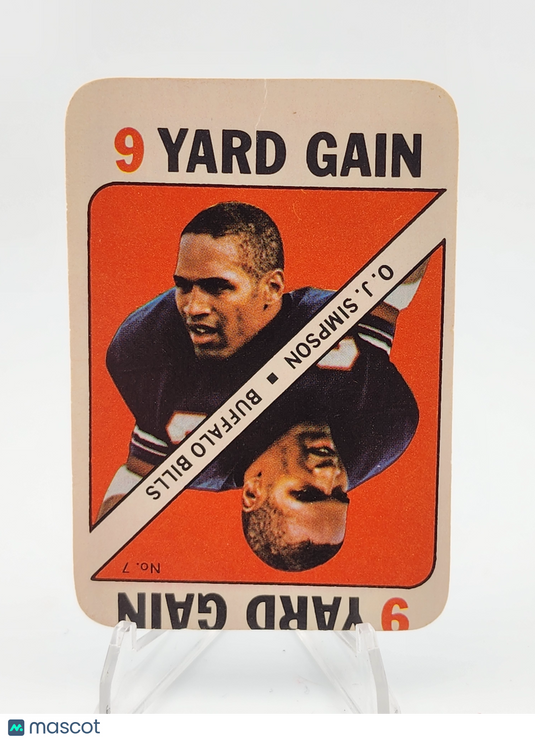 9 YARD GAIN
O. J. SIMPSON ▪ BUFFALO BILLS
No. 7
9 YARD GAIN
mascot